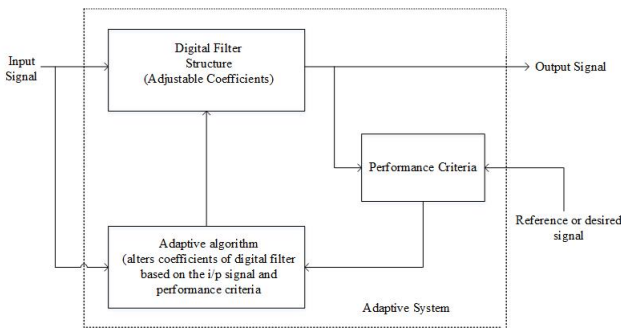 Digital Filter
Structure
(Adjustable Coefficients)
Input
Signal
Output Signal
Performance Criteria
Reference or desired
signal
Adaptive algorithm
(alters coefficients of digital filter
based on the i/p signal and
performance criteria
Adaptive System